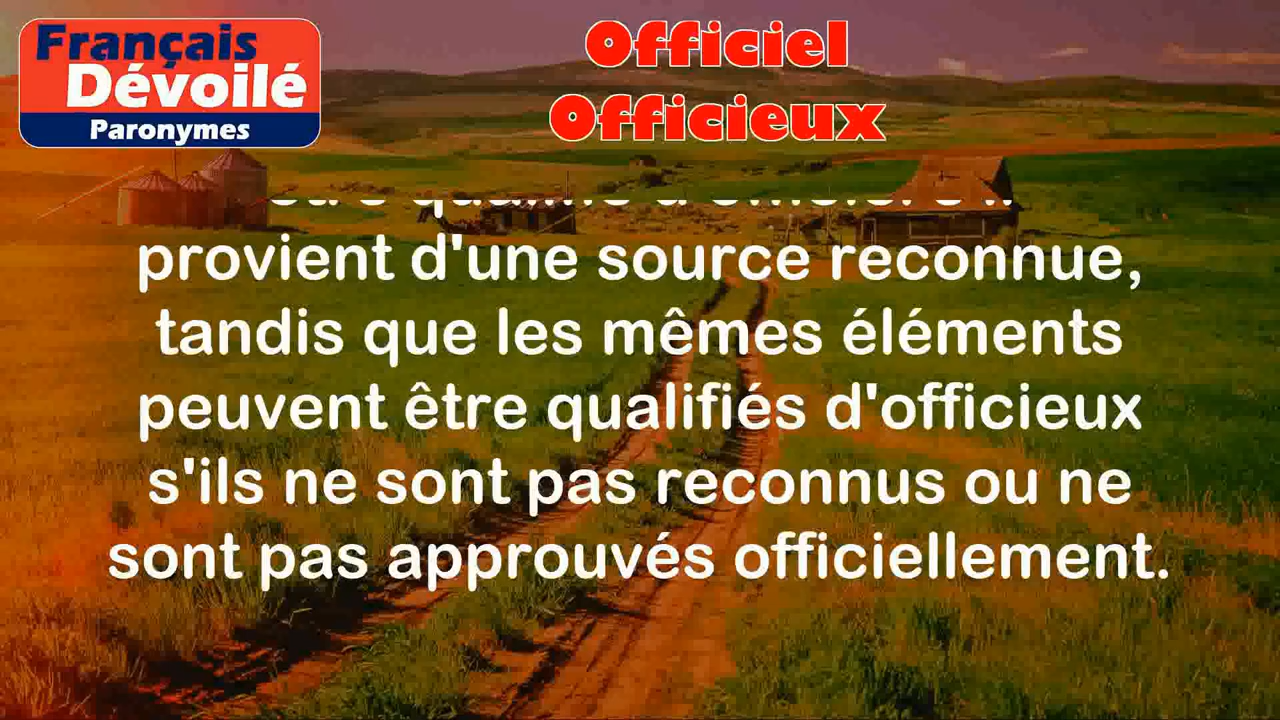 Français
Dévoilé
Paronymes
Officiel
Officieux
provient d'une source reconnue,
tandis que les mêmes éléments
peuvent être qualifiés d'officieux
s'ils ne sont pas reconnus ou ne
sont pas approuvés officiellement.